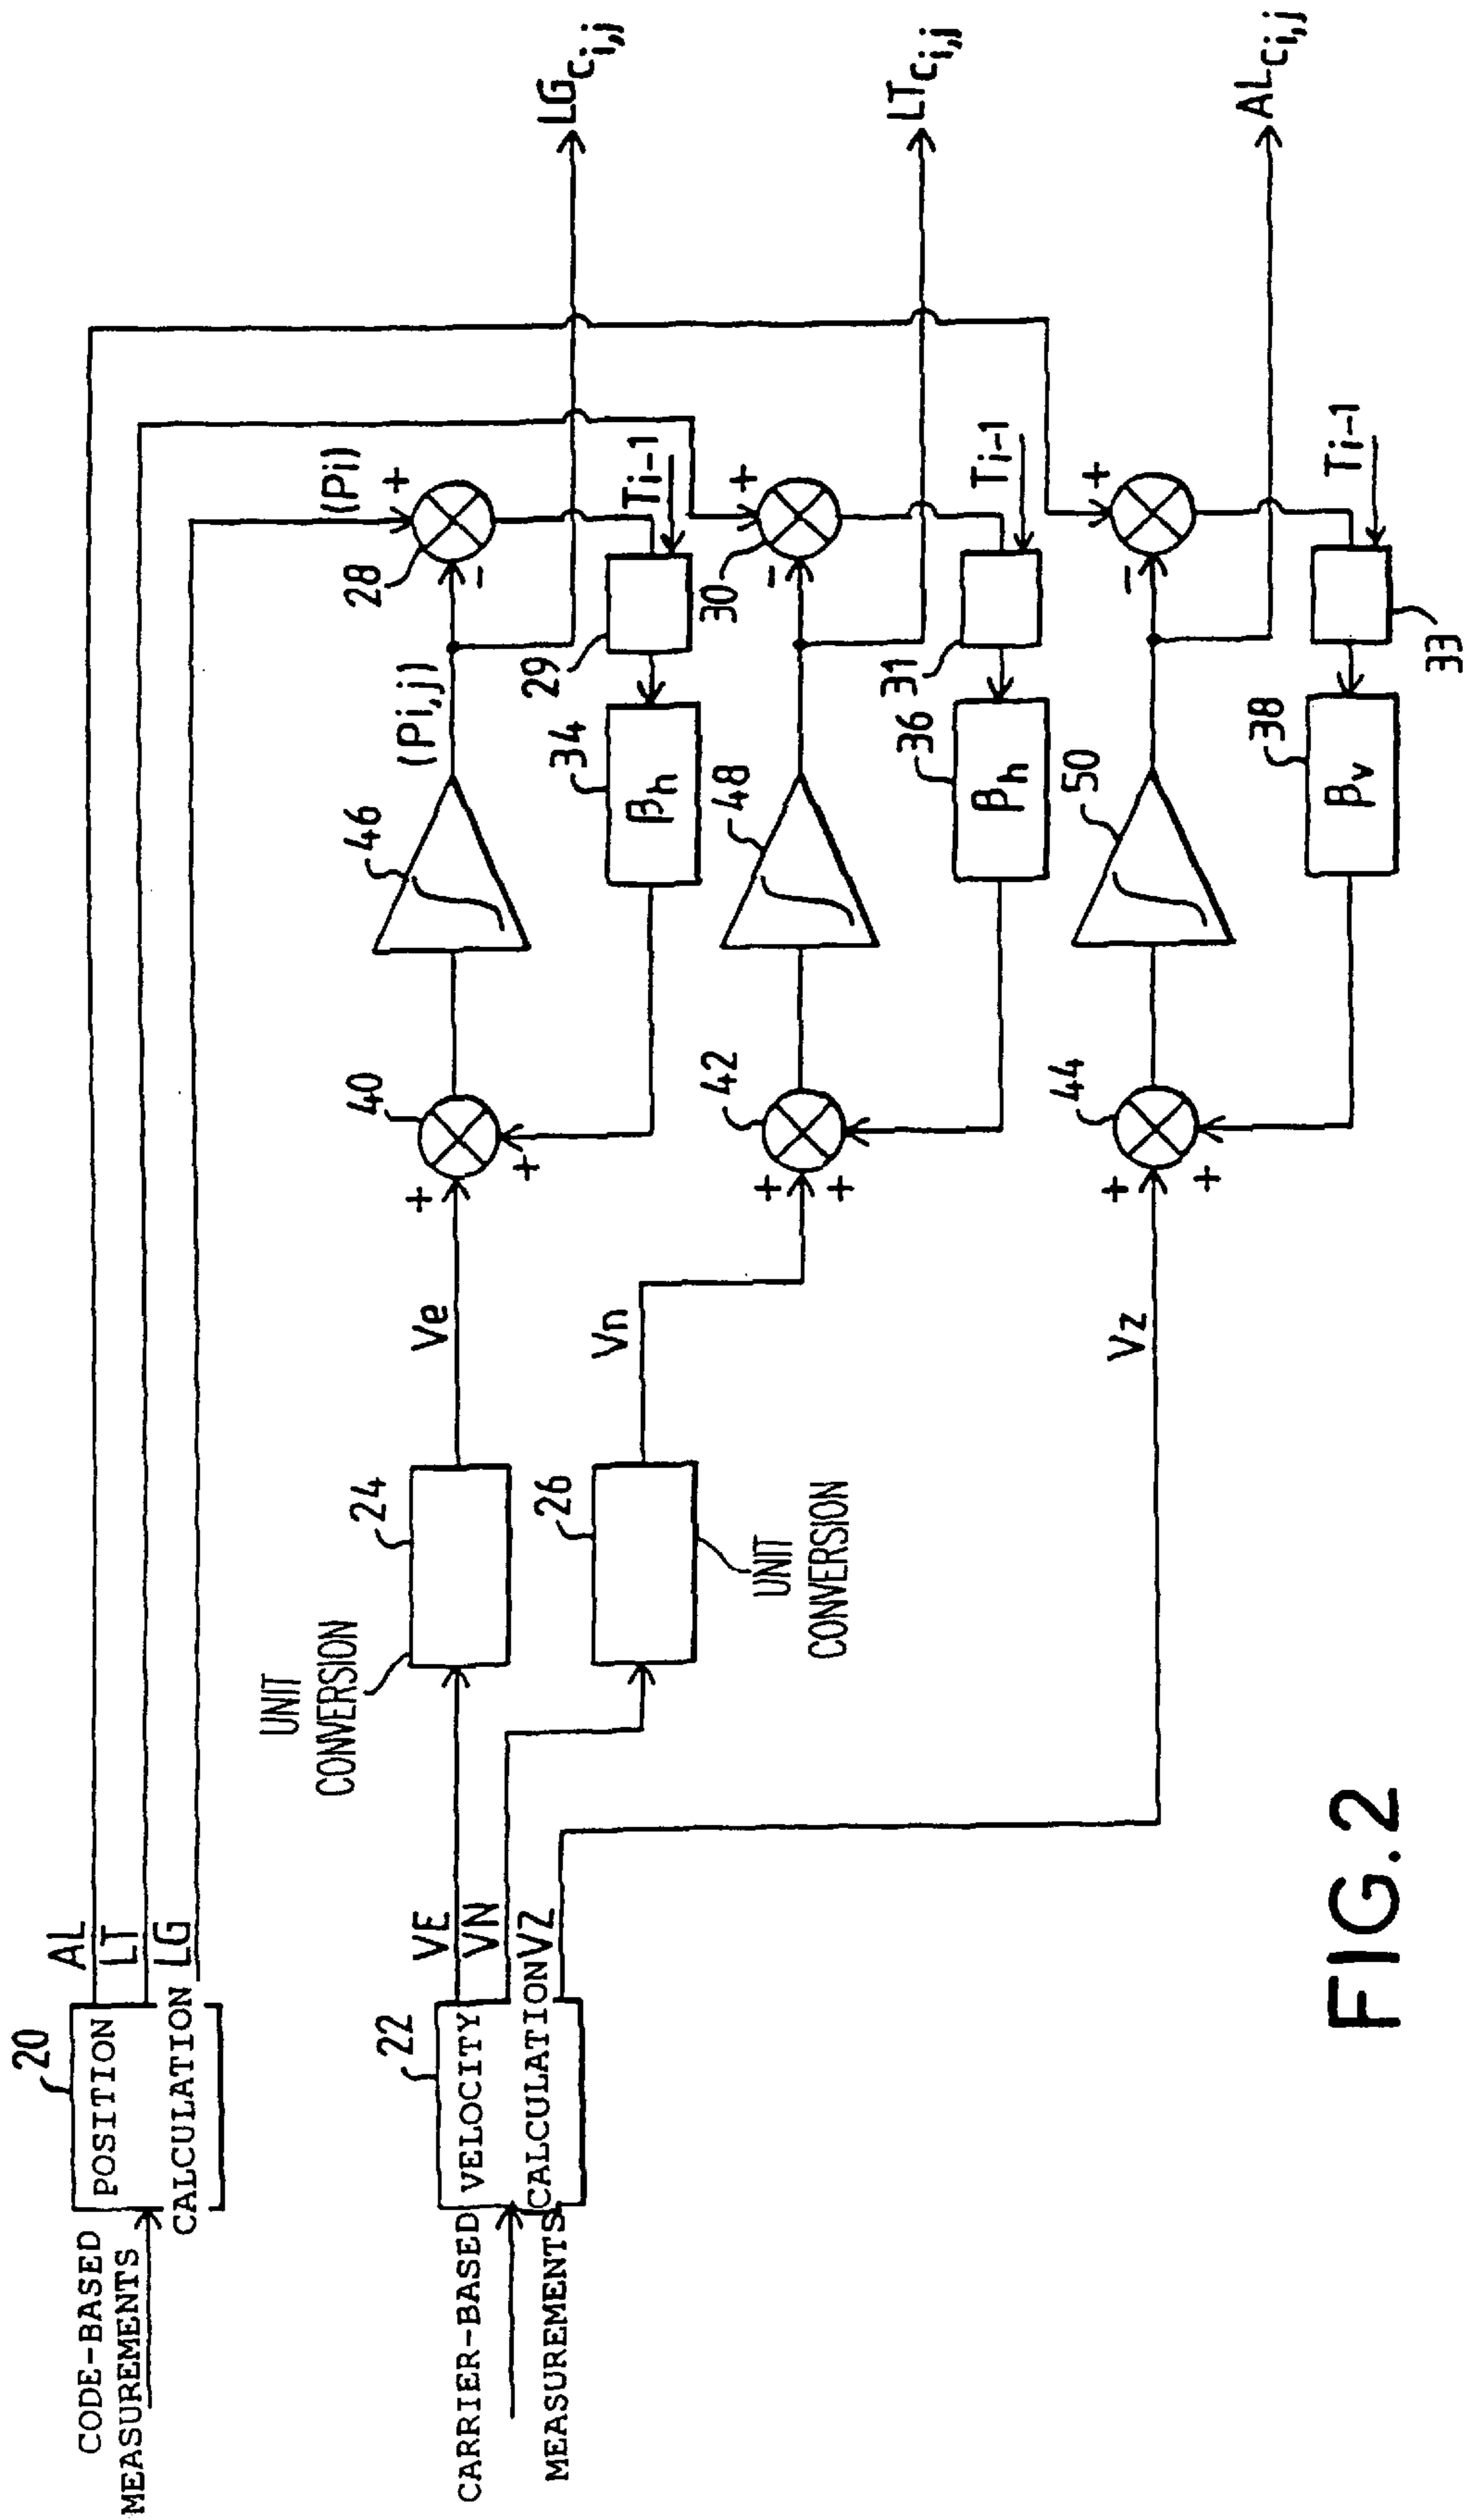 CODE-BASED
MEASUREMENTS
20
POSITION
CALCULATION
AL
LT
LG
CARRIER-BASED
MEASUREMENTS
22
VELOCITY
CALCULATION
VE
VN
VZ
UNIT
CONVERSION
24
26
UNIT
CONVERSION
Ve
Vn
Vz
+
40
+
+
42
+
+
44
+
46
(Pi,j)
28
(Pi)
+
-
34
βh
29
Ti-1
LGci,j
48
30
+
-
36
βh
31
Ti-1
LTci,j
50
+
-
38
βv
33
Ti-1
ALci,j
FIG.2